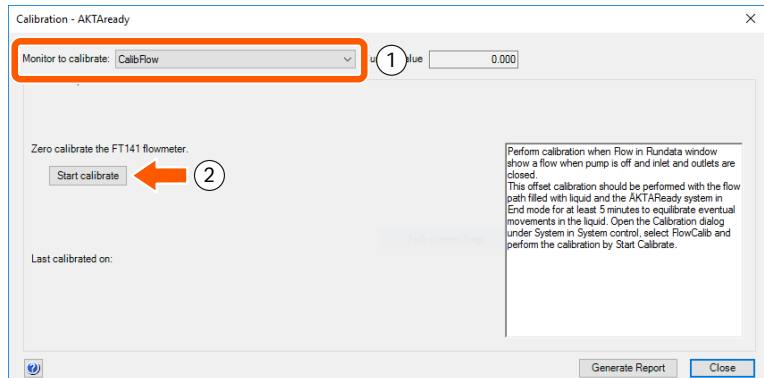 Calibration - AKTAready
Monitor to calibrate: CalibFlow 1 value 0.000
Zero calibrate the FT141 flowmeter.
Start calibrate 2
Last calibrated on:
Perform calibration when Flow in Rundata window
show a flow when pump is off and inlet and outlets are
closed.
This offset calibration should be performed with the flow
path filled with liquid and the ÄKTAReady system in
End mode for at least 5 minutes to equilibrate eventual
movements in the liquid. Open the Calibration dialog
under System in System control, select FlowCalib and
perform the calibration by Start Calibrate.
Generate Report Close